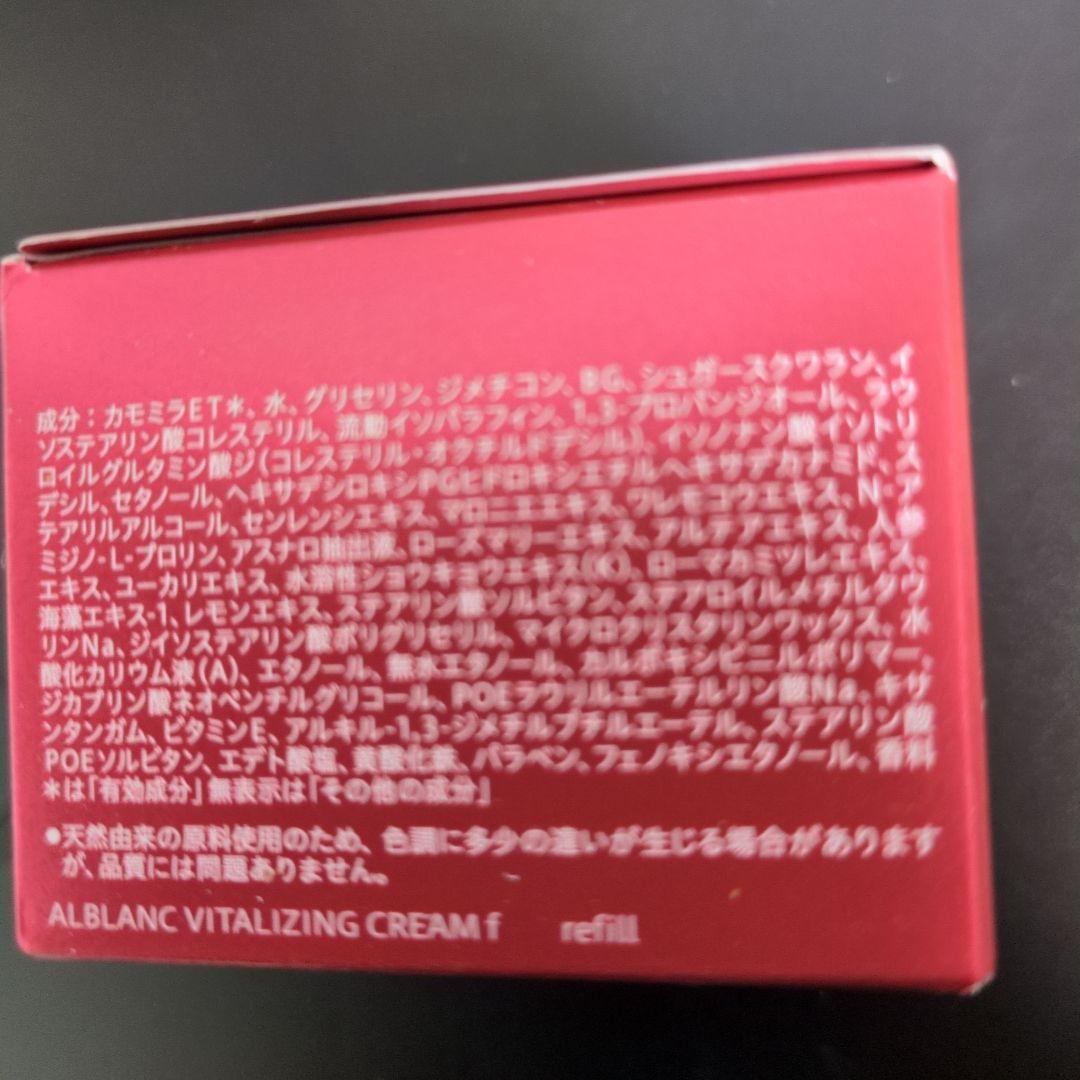 成分：カモミラET＊、水、グリセリン、ジメチコン、BG、シュガースクワラン、イ
ソステアリン酸コレステリル、流動イソパラフィン、1,3-プロパンジオール、ラウ
ロイルグルタミン酸ジ(コレステリル・オクチルドデシル)、イソノナン酸イソトリ
デシル、セタノール、ヘキサデシロキシPGヒドロキシエチルヘキサデカナミド、ス
テアリルアルコール、センレンシエキス、マロニエエキス、ワレモコウエキス、N-ア
ミジノ-L-プロリン、アスナロ抽出液、ローズマリーエキス、アルテアエキス、人参
エキス、ユーカリエキス、水溶性ショウキョウエキス(K)、ローマカミツレエキス、
海藻エキス-1、レモンエキス、ステアリン酸ソルビタン、ステアロイルメチルタウ
リンNa、ジイソステアリン酸ポリグリセリル、マイクロクリスタリンワックス、水
酸化カリウム液(A)、エタノール、無水エタノール、カルボキシビニルポリマー、
ジカプリン酸ネオペンチルグリコール、POEラウリルエーテルリン酸Na、キサ
ンタンガム、ビタミンE、アルキル-1,3-ジメチルブチルエーテル、ステアリン酸
POEソルビタン、エデト酸塩、黄酸化鉄、パラベン、フェノキシエタノール、香料
＊は「有効成分」無表示は「その他の成分」
●天然由来の原料使用のため、色調に多少の違いが生じる場合があります
が、品質には問題ありません。
ALBLANC VITALIZING CREAM f refill